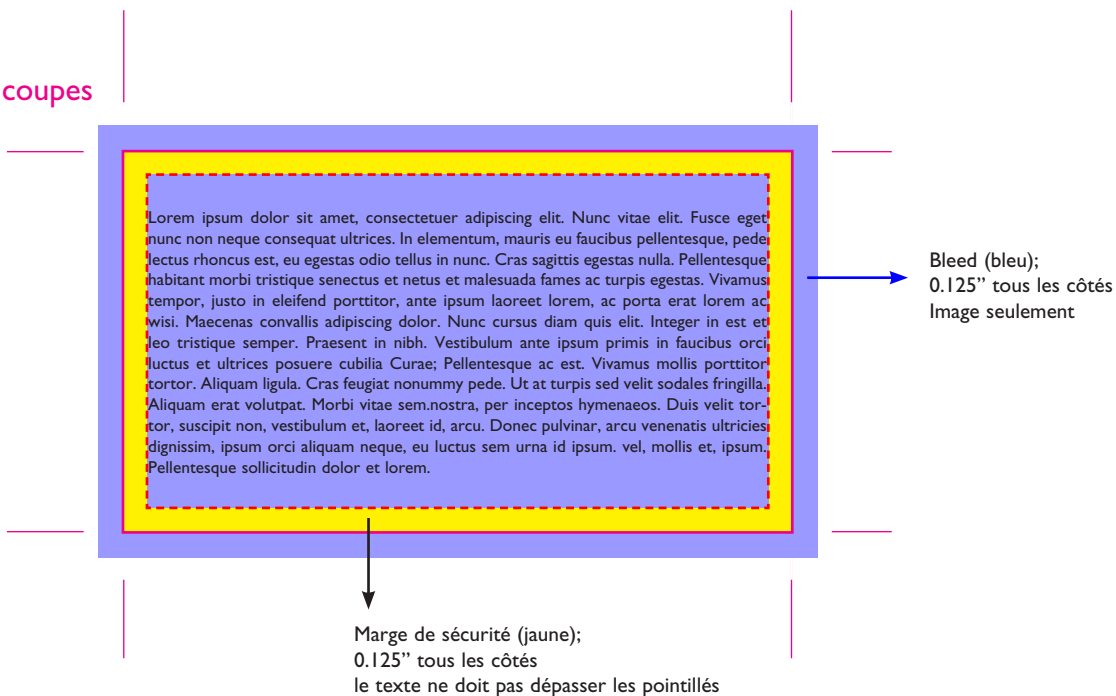 coupes
Lorem ipsum dolor sit amet, consectetuer adipiscing elit. Nunc vitae elit. Fusce eget
nunc non neque consequat ultrices. In elementum, mauris eu faucibus pellentesque, pede
lectus rhoncus est, eu egestas odio tellus in nunc. Cras sagittis egestas nulla. Pellentesque
habitant morbi tristique senectus et netus et malesuada fames ac turpis egestas. Vivamus
tempor, justo in eleifend porttitor, ante ipsum laoreet lorem, ac porta erat lorem ac
wisi. Maecenas convallis adipiscing dolor. Nunc cursus diam quis elit. Integer in est et
leo tristique semper. Praesent in nibh. Vestibulum ante ipsum primis in faucibus orci
luctus et ultrices posuere cubilia Curae; Pellentesque ac est. Vivamus mollis porttitor
tortor. Aliquam ligula. Cras feugiat nonummy pede. Ut at turpis sed velit sodales fringilla.
Aliquam erat volutpat. Morbi vitae sem.nostra, per inceptos hymenaeos. Duis velit tor-
tor, suscipit non, vestibulum et, laoreet id, arcu. Donec pulvinar, arcu venenatis ultricies
dignissim, ipsum orci aliquam neque, eu luctus sem urna id ipsum. vel, mollis et, ipsum.
Pellentesque sollicitudin dolor et lorem.
Bleed (bleu);
0.125” tous les côtés
Image seulement
Marge de sécurité (jaune);
0.125” tous les côtés
le texte ne doit pas dépasser les pointillés